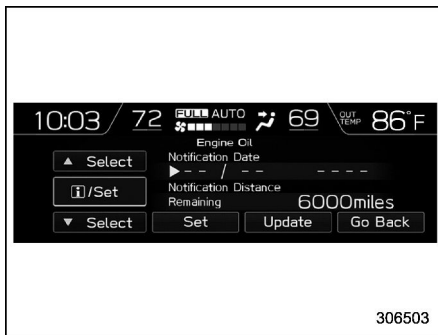 10:03 / 72 FULL AUTO 69 OUT TEMP 86°F
Engine Oil
▲ Select
Notification Date
▶-- / -- ----
i/Set
Notification Distance
Remaining 6000miles
▼ Select Set Update Go Back
306503